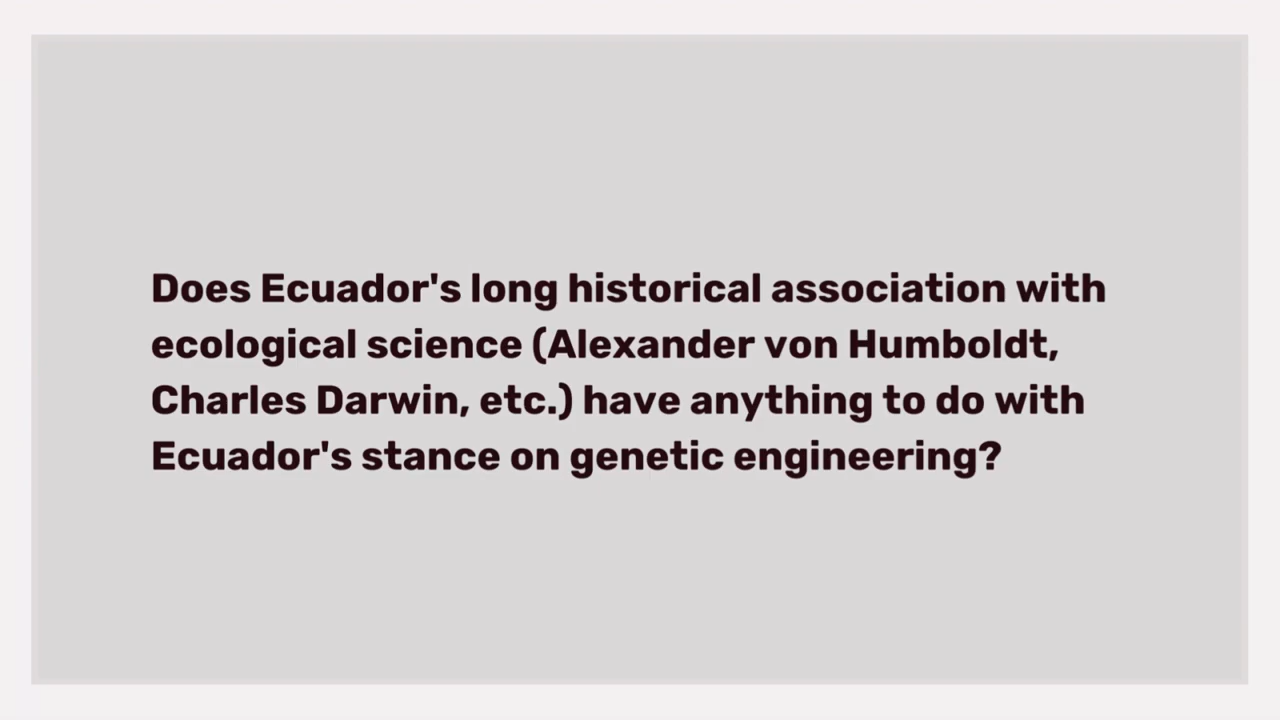 Does Ecuador's long historical association with
ecological science (Alexander von Humboldt,
Charles Darwin, etc.) have anything to do with
Ecuador's stance on genetic engineering?